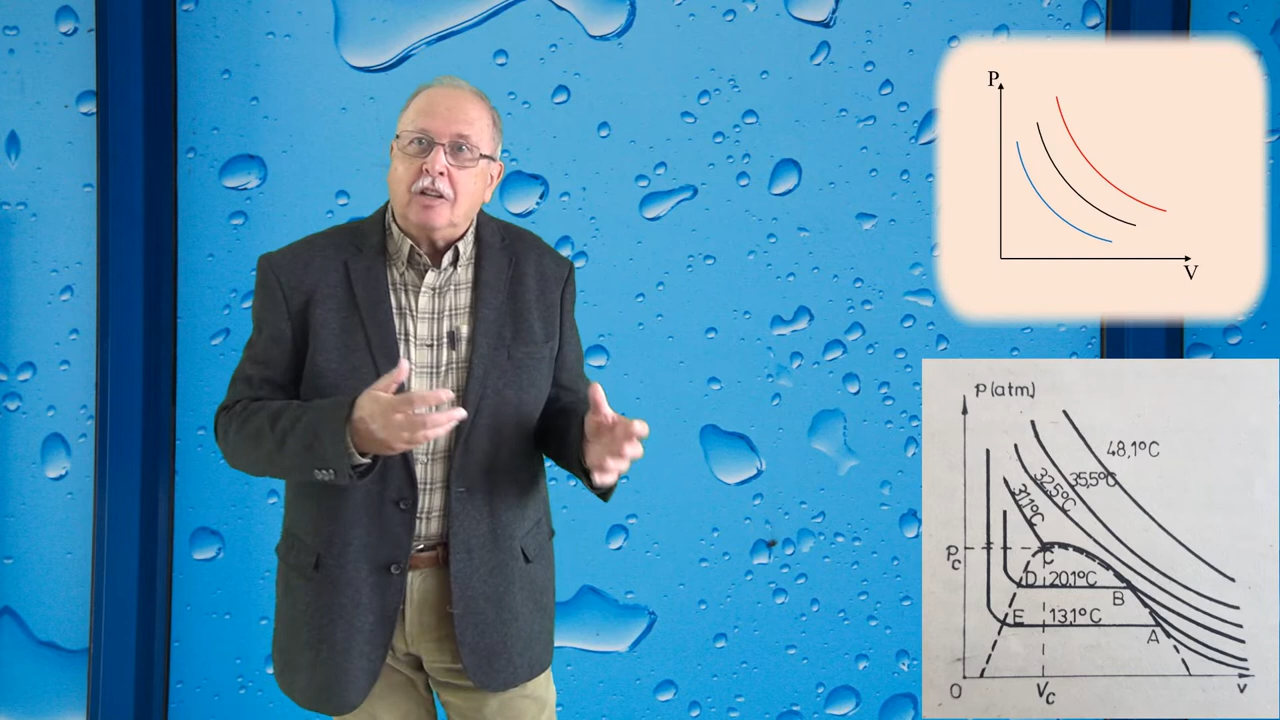 P
V
p (atm)
48,1°C
35,5°C
32,5°C
31,1°C
Pc
C
D
20,1°C
B
E
13,1°C
A
0
Vc
v